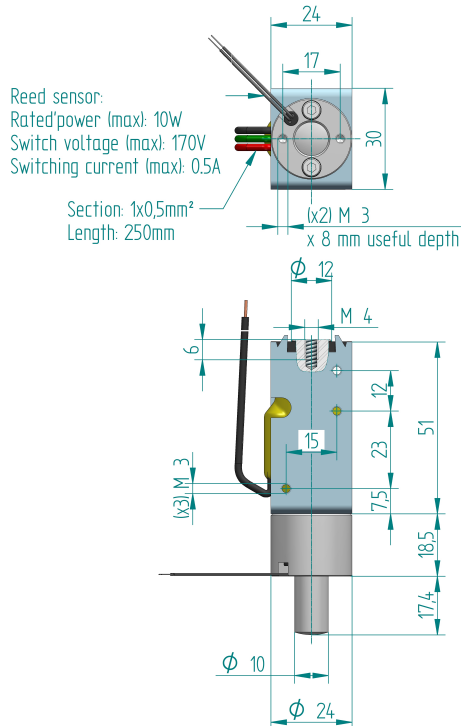 24
17
Reed sensor:
Rated'power (max): 10W
Switch voltage (max): 170V
Switching current (max): 0.5A
30
Section: 1x0,5mm²
Length: 250mm
(x2) M 3
x 8 mm useful depth
Ø 12
M 4
6
12
51
15
23
(x3) M 3
7,5
18,5
17,4
Ø 10
Ø 24